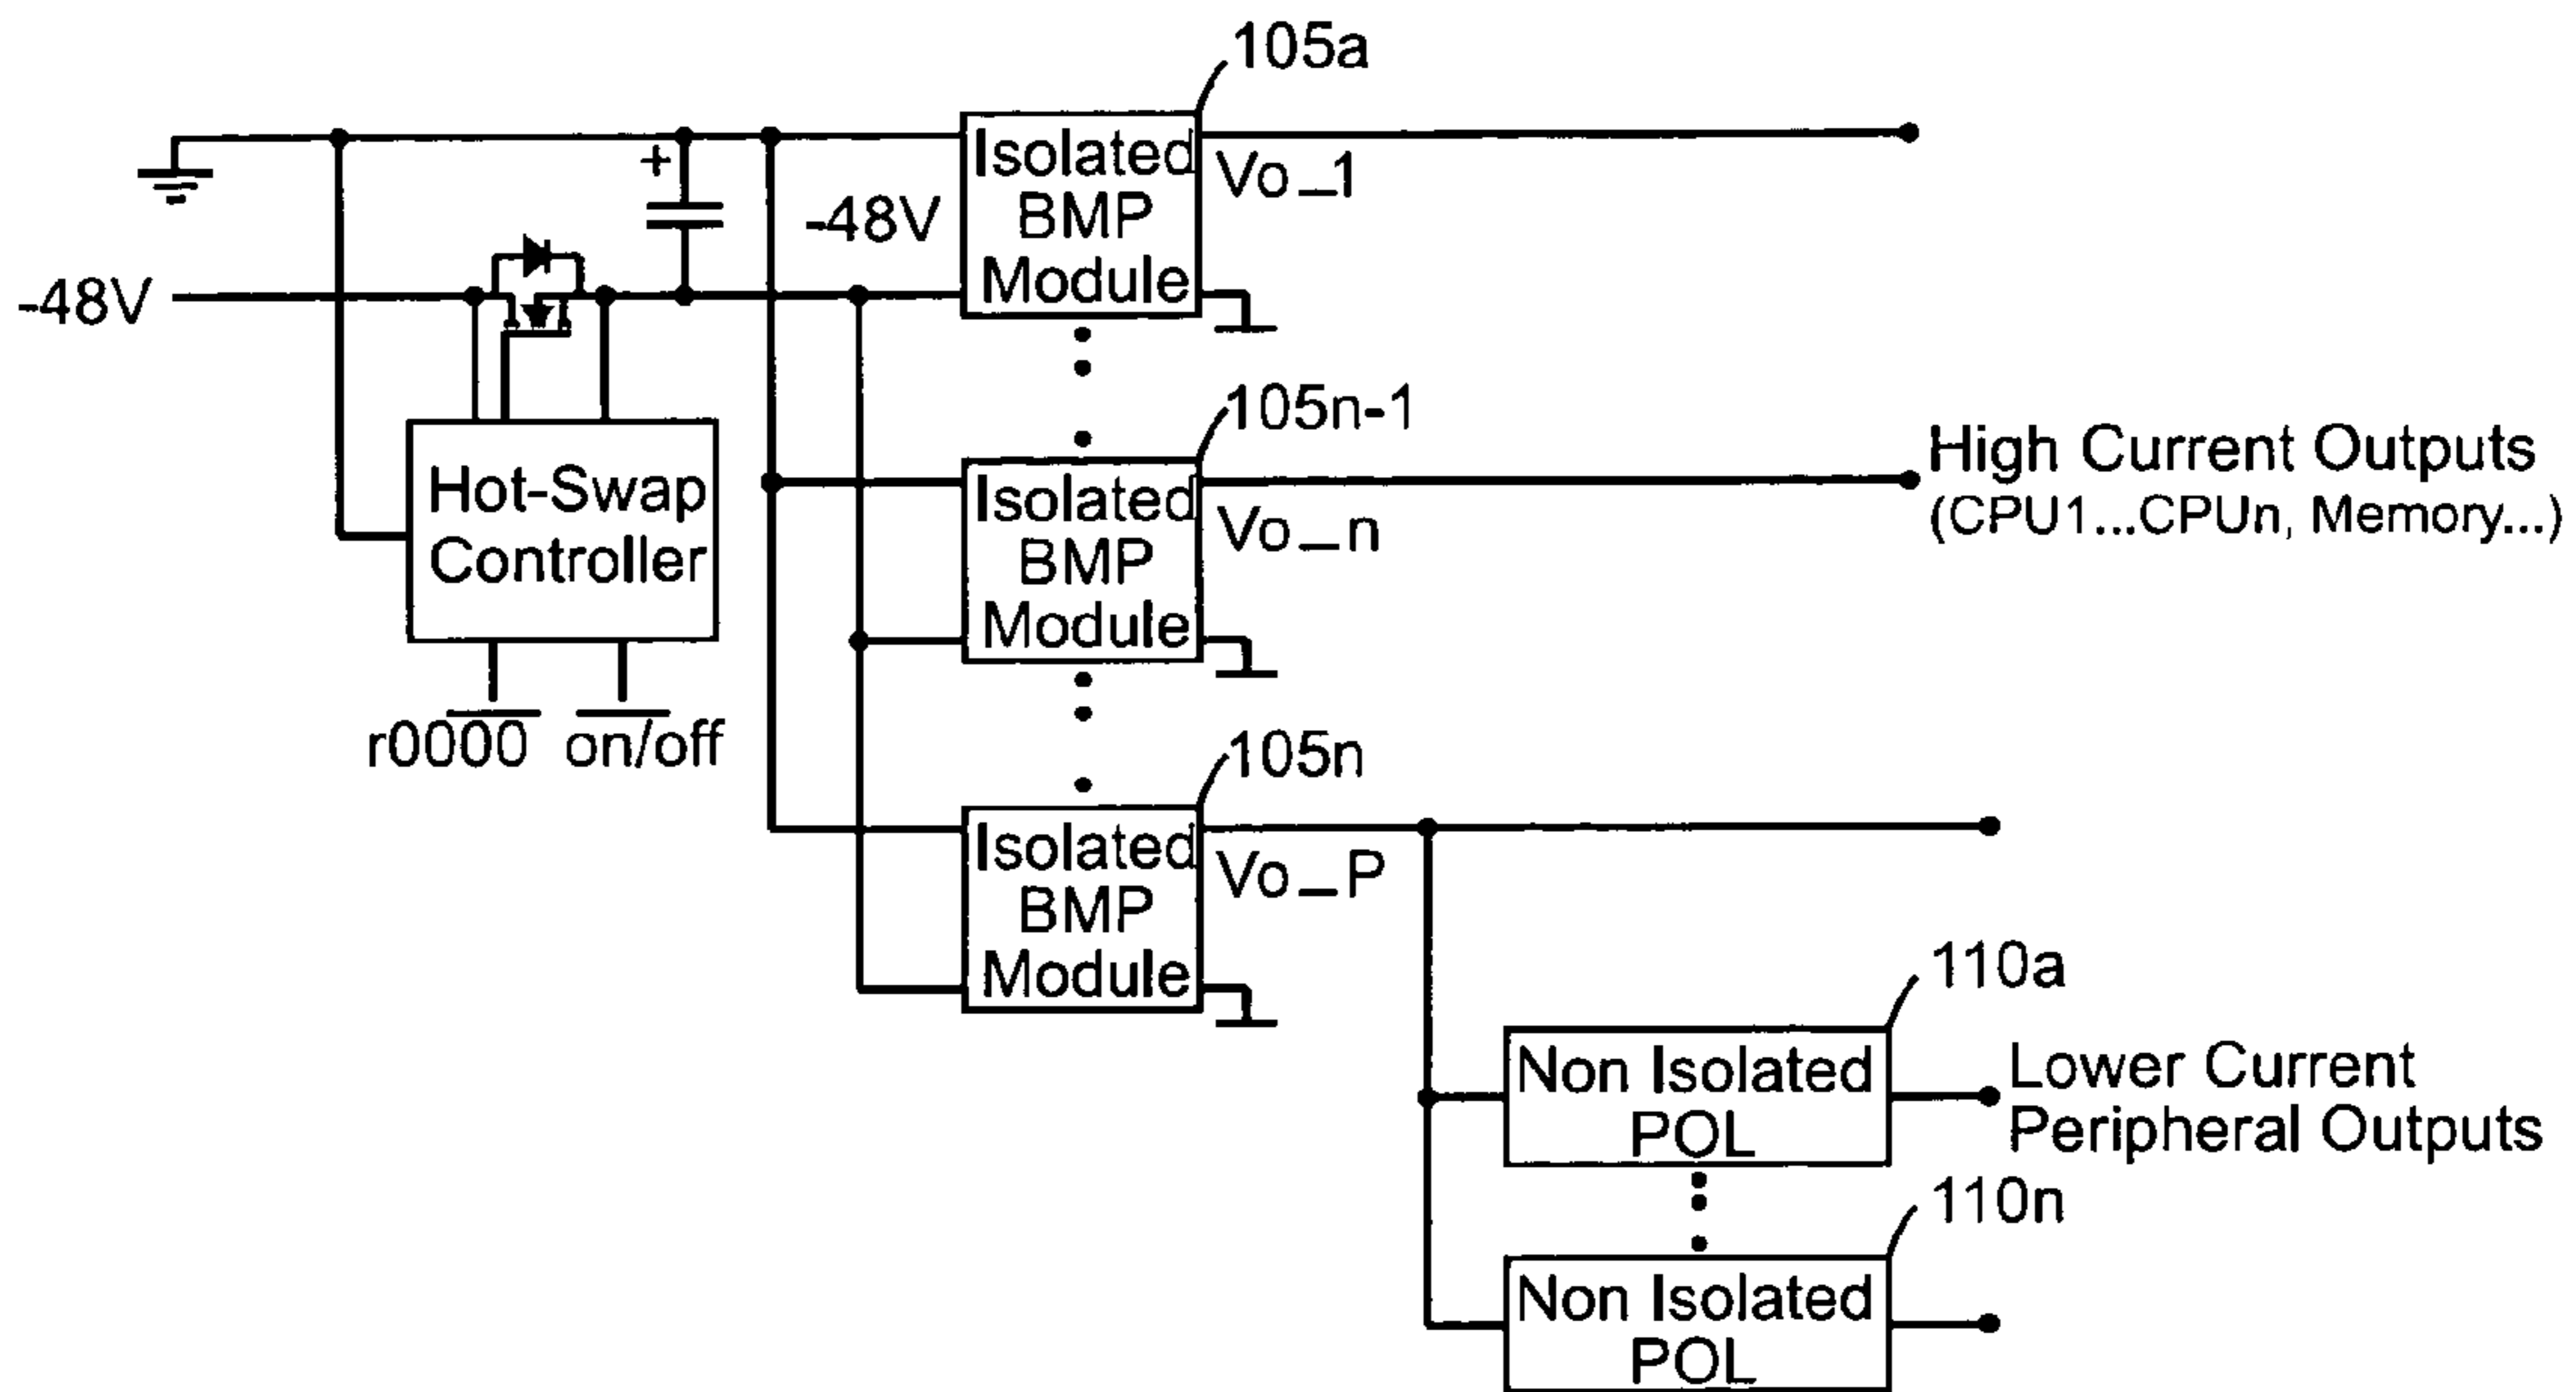 105a
Isolated
BMP
Module
Vo_1
+
-48V
-48V
105n-1
Isolated
BMP
Module
Vo_n
High Current Outputs
(CPU1...CPUn, Memory...)
Hot-Swap
Controller
r0000
on/off
105n
Isolated
BMP
Module
Vo_P
110a
Non Isolated
POL
Lower Current
Peripheral Outputs
110n
Non Isolated
POL